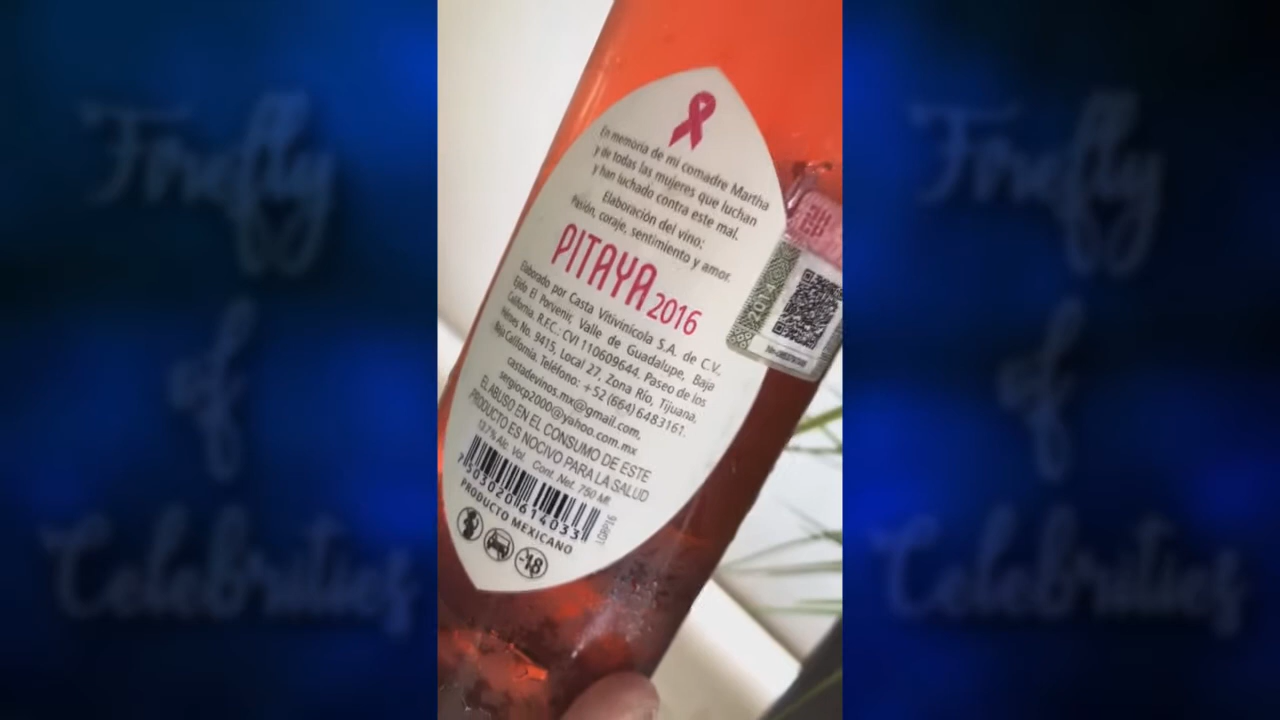 Firefly
of
Celebrities
En memoria de mi comadre Martha
y de todas las mujeres que luchan
y han luchado contra este mal.
Elaboración del vino:
Pasión, coraje, sentimiento y amor.
PITAYA 2016
Elaborado por Casta Vitivinícola S.A. de C.V.,
Ejido El Porvenir, Valle de Guadalupe, Baja
California. R.F.C.: CVI 110609644. Paseo de los
Héroes No. 9415, Local 27, Zona Río, Tijuana,
Baja California. Teléfono: +52 (664) 6483161.
castadevinos.mx@gmail.com,
sergiocp2000@yahoo.com.mx
EL ABUSO EN EL CONSUMO DE ESTE
PRODUCTO ES NOCIVO PARA LA SALUD
13.7% Alc. Vol. Cont. Net. 750 Ml.
7503020614033
LGRP16
PRODUCTO MEXICANO
-18
Firefly
of
Celebrities